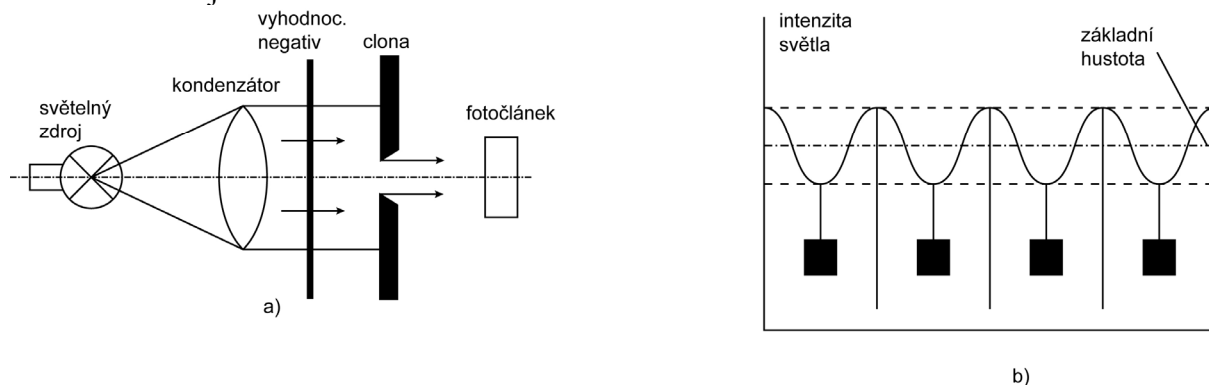 vyhodnoc.
negativ
clona
kondenzátor
světelný
zdroj
fotočlánek
a)
intenzita
světla
základní
hustota
b)